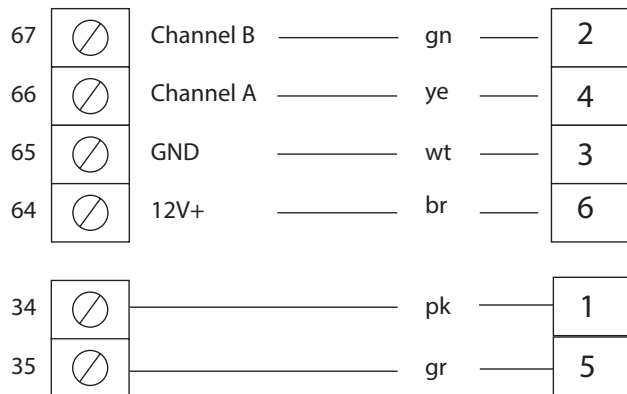 67 Channel B gn 2
66 Channel A ye 4
65 GND wt 3
64 12V+ br 6
34 pk 1
35 gr 5